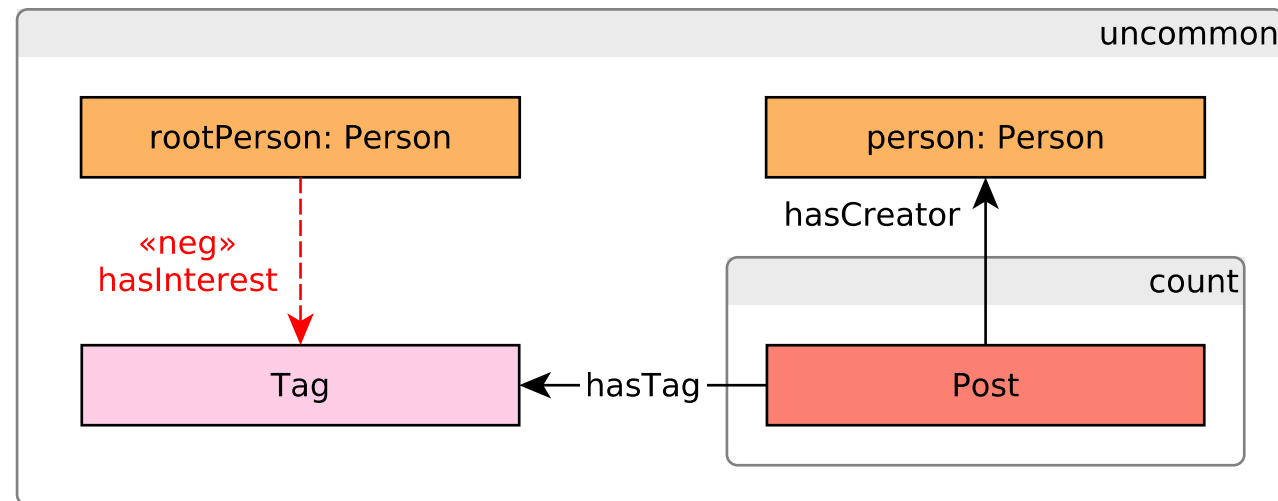 uncommon
rootPerson: Person
person: Person
hasCreator
«neg»
hasInterest
count
Tag
hasTag
Post